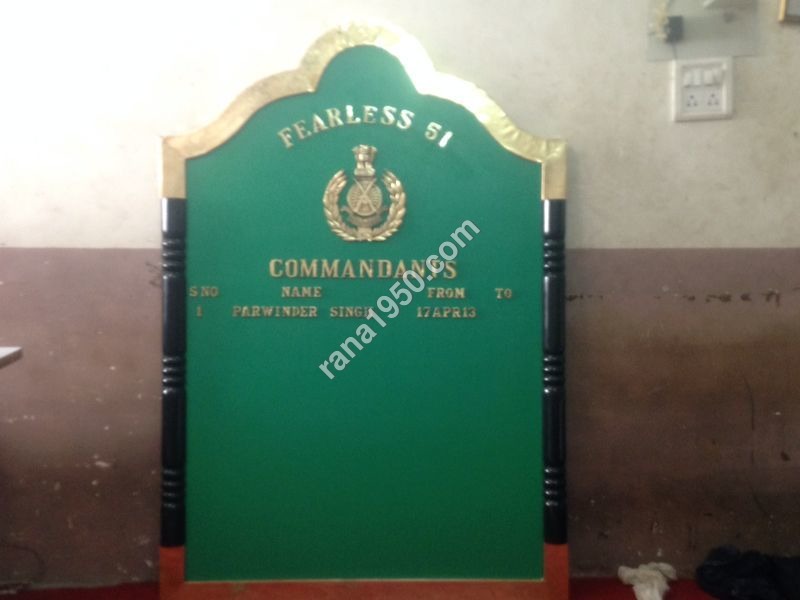 FEARLESS 51
COMMANDANTS
S NO NAME FROM TO
1 PARWINDER SINGH 17APR13
rana1950.com